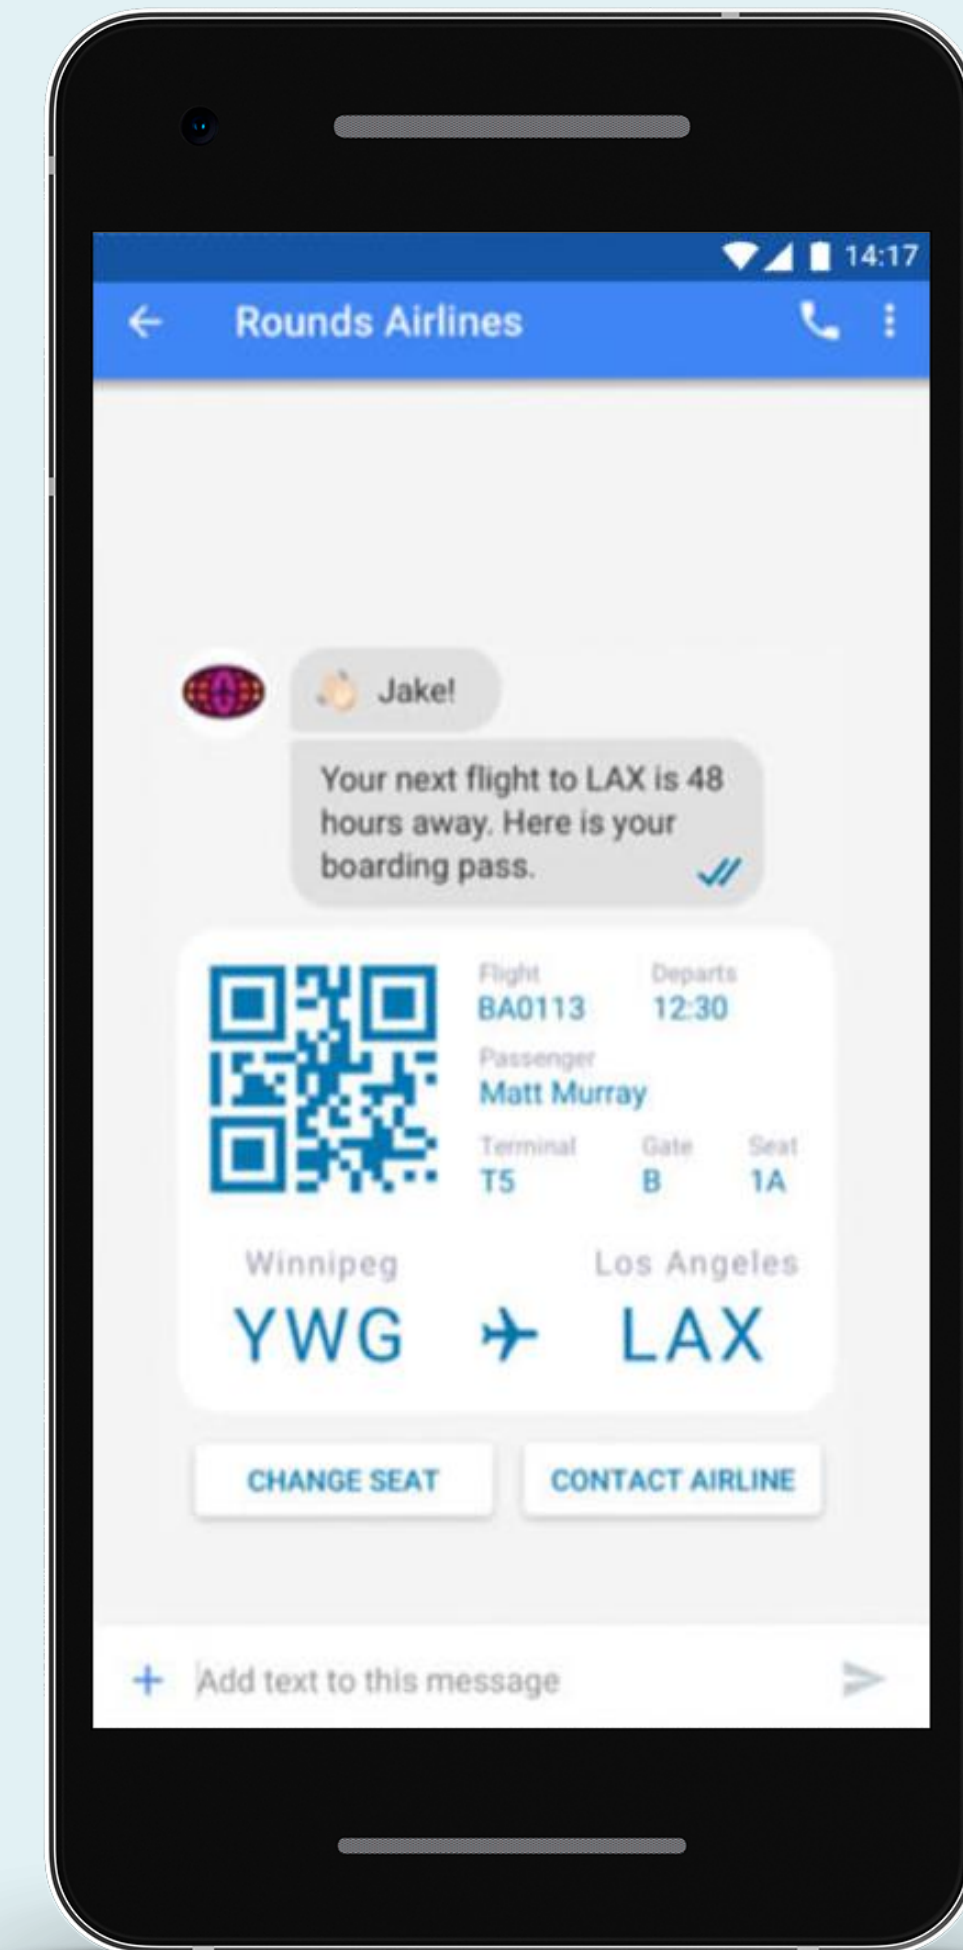 14:17
Rounds Airlines
👋🏻 Jake!
Your next flight to LAX is 48
hours away. Here is your
boarding pass.
Flight Departs
BA0113 12:30
Passenger
Matt Murray
Terminal Gate Seat
T5 B 1A
Winnipeg Los Angeles
YWG LAX
CHANGE SEAT CONTACT AIRLINE
Add text to this message